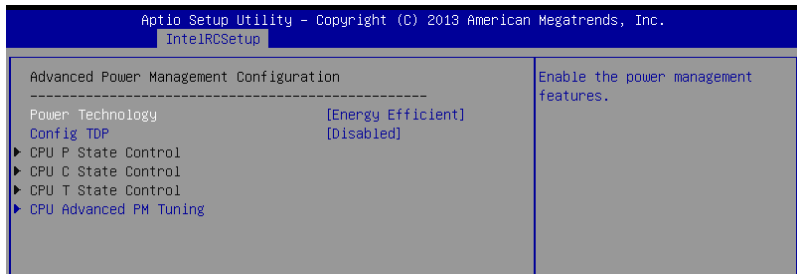 Aptio Setup Utility – Copyright (C) 2013 American Megatrends, Inc.
IntelRCSetup
Advanced Power Management Configuration
--------------------------------------------------
Power Technology [Energy Efficient]
Config TDP [Disabled]
CPU P State Control
CPU C State Control
CPU T State Control
CPU Advanced PM Tuning
Enable the power management
features.